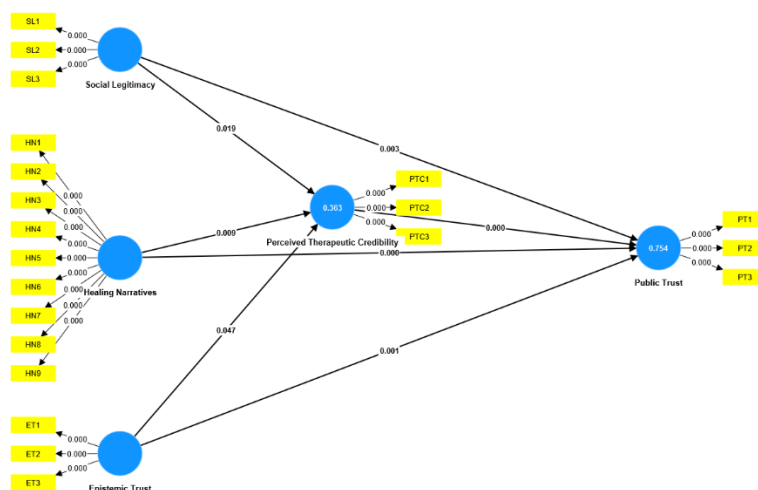 SL1
0.000
SL2
0.000
SL3
0.000
Social Legitimacy
0.019
0.003
HN1
HN2
0.000
HN3
0.000
0.000
HN4
0.000
HN5
0.000
HN6
0.000
HN7
0.000
0.000
HN8
0.000
HN9
Healing Narratives
0.009
0.000
0.363
Perceived Therapeutic Credibility
PTC1
0.000
PTC2
0.000
PTC3
0.000
0.000
0.754
Public Trust
PT1
0.000
PT2
0.000
PT3
0.000
0.047
0.001
ET1
0.000
ET2
0.000
ET3
0.000
Epistemic Trust